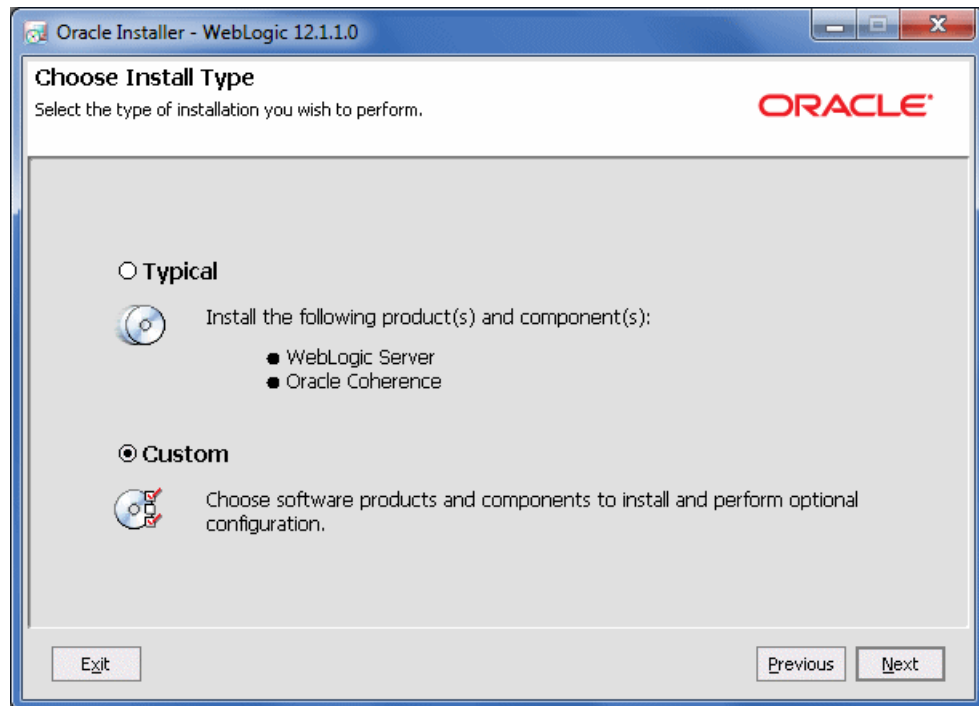 Oracle Installer - WebLogic 12.1.1.0
Choose Install Type
Select the type of installation you wish to perform.
ORACLE
Typical
Install the following product(s) and component(s):
● WebLogic Server
● Oracle Coherence
Custom
Choose software products and components to install and perform optional
configuration.
Exit
Previous
Next